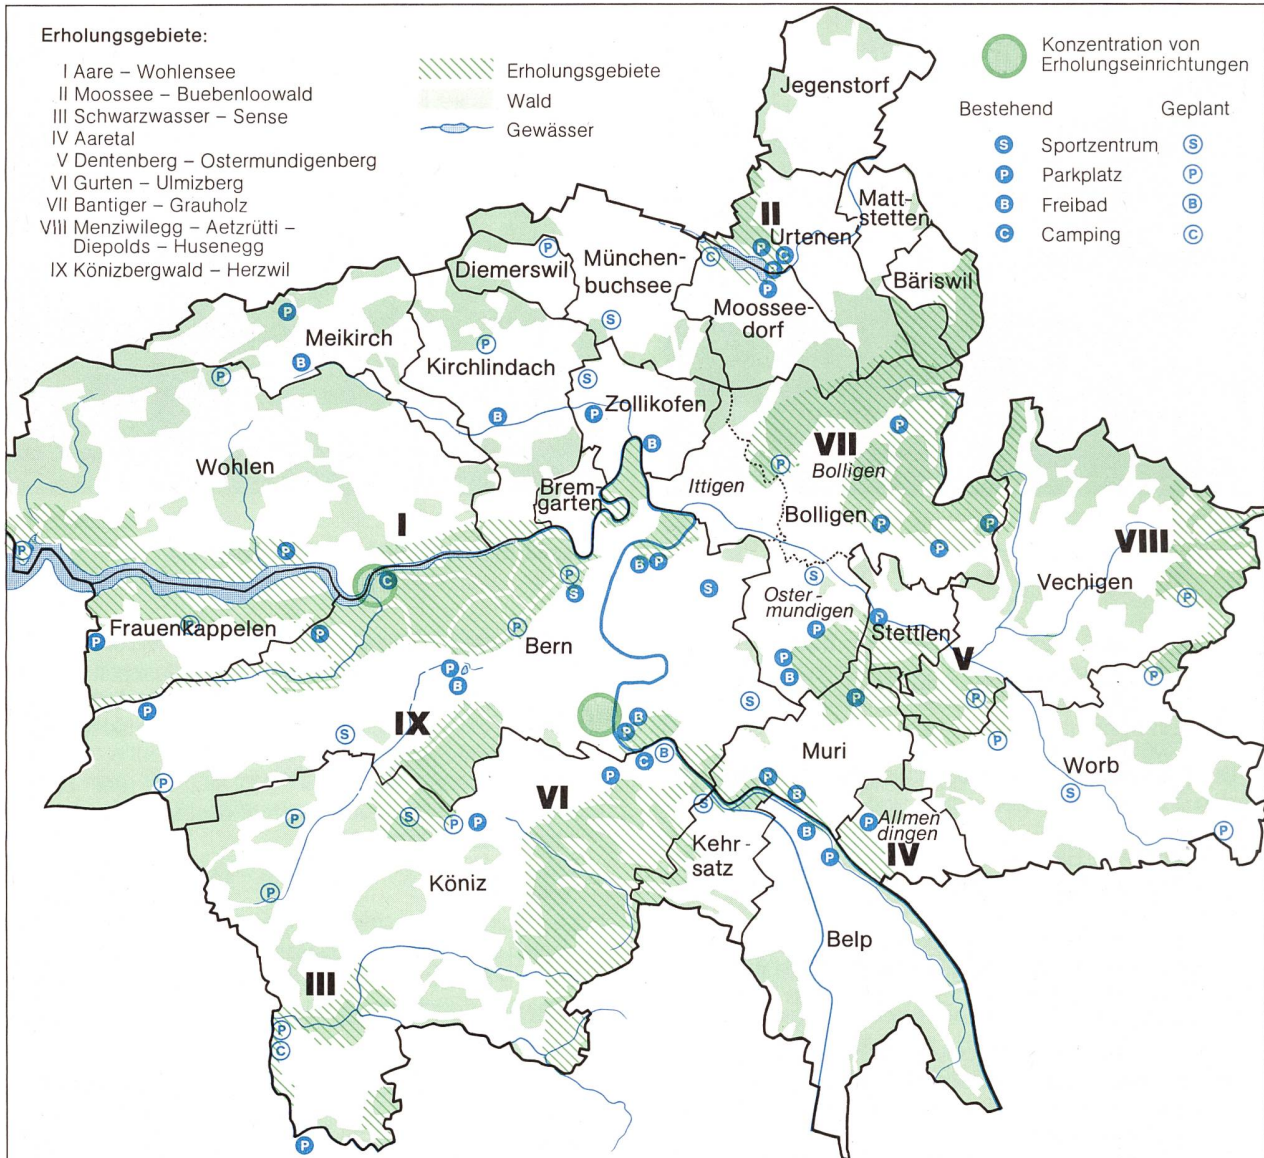 Erholungsgebiete:
I Aare – Wohlensee
II Moossee – Buebenloowald
III Schwarzwasser – Sense
IV Aaretal
V Dentenberg – Ostermundigenberg
VI Gurten – Ulmizberg
VII Bantiger – Grauholz
VIII Menziwilegg – Aetzrütti –
Diepolds – Husenegg
IX Könizbergwald – Herzwil
Erholungsgebiete
Wald
Gewässer
Konzentration von
Erholungseinrichtungen
Bestehend Geplant
S Sportzentrum S
P Parkplatz P
B Freibad B
C Camping C
Jegenstorf
Matt-
stetten
II
Urtenen
Bäriswil
Diemerswil
München-
buchsee
Moossee-
dorf
Meikirch
Kirchlindach
Zollikofen
Wohlen
VII
Bolligen
Ittigen
Bolligen
Brem-
garten
I
VIII
Vechigen
Oster-
mundigen
Stettlen
Frauenkappelen
Bern
V
IX
Muri
Worb
VI
Allmen
dingen
IV
Kehr-
satz
Köniz
Belp
III